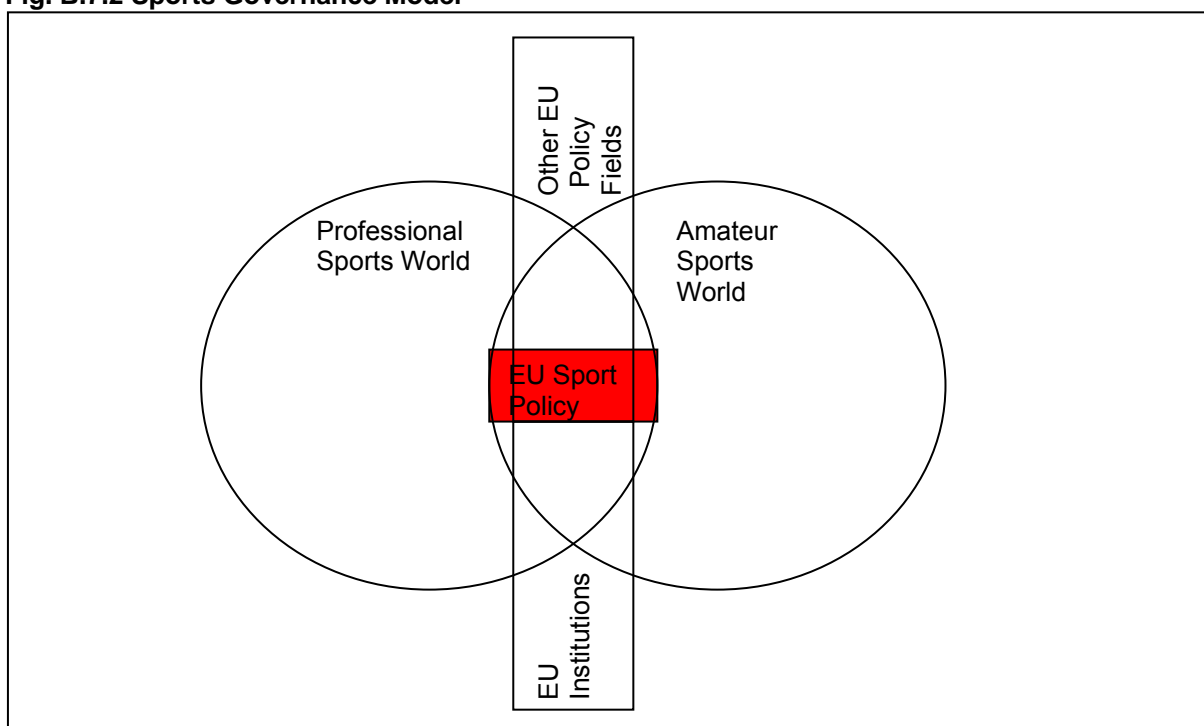 Fig. B.7.2 Sports Governance Model
Other EU
Policy
Fields
Professional
Sports World
Amateur
Sports
World
EU Sport
Policy
EU
Institutions